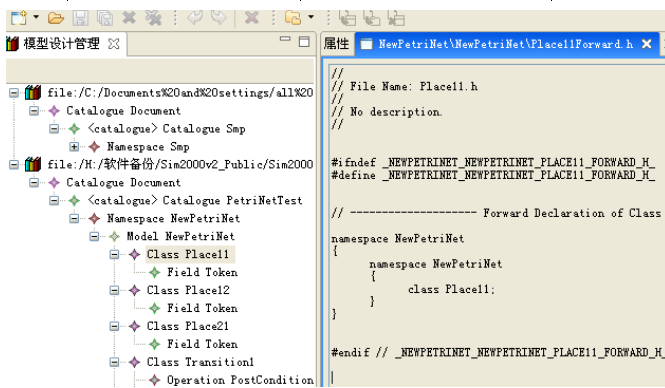 模型设计管理
file:/C:/Documents%20and%20settings/all%20
Catalogue Document
<catalogue> Catalogue Smp
Namespace Smp
file:/H:/软件备份/Sim2000v2_Public/Sim2000
Catalogue Document
<catalogue> Catalogue PetriNetTest
Namespace NewPetriNet
Model NewPetriNet
Class Place11
Field Token
Class Place12
Field Token
Class Place21
Field Token
Class Transition1
Operation PostCondition
属性 NewPetriNet\NewPetriNet\Place11Forward.h
//
// File Name: Place11.h
//
// No description.
//
#ifndef _NEWPETRINET_NEWPETRINET_PLACE11_FORWARD_H_
#define _NEWPETRINET_NEWPETRINET_PLACE11_FORWARD_H_
// -------------------- Forward Declaration of Class
namespace NewPetriNet
{
namespace NewPetriNet
{
class Place11;
}
}
#endif // _NEWPETRINET_NEWPETRINET_PLACE11_FORWARD_H_